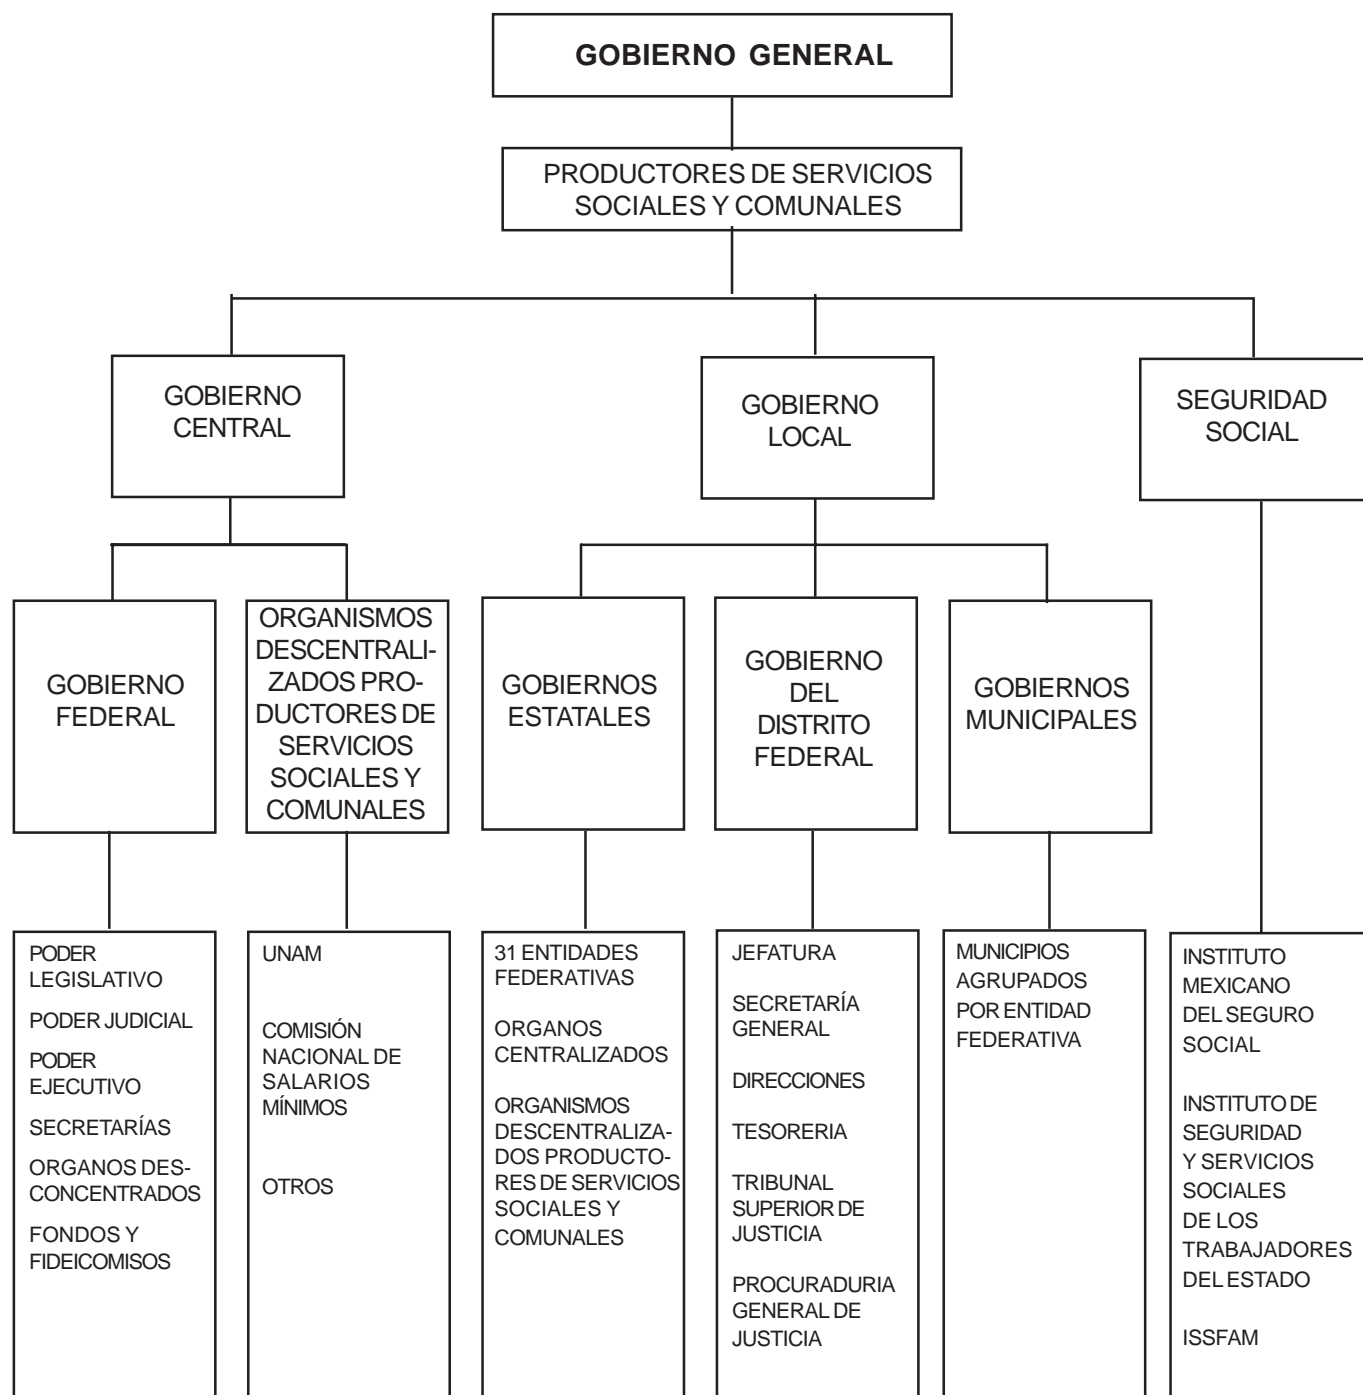 GOBIERNO GENERAL
PRODUCTORES DE SERVICIOS
SOCIALES Y COMUNALES
GOBIERNO
CENTRAL
GOBIERNO
LOCAL
SEGURIDAD
SOCIAL
GOBIERNO
FEDERAL
ORGANISMOS
DESCENTRALI-
ZADOS PRO-
DUCTORES DE
SERVICIOS
SOCIALES Y
COMUNALES
GOBIERNOS
ESTATALES
GOBIERNO
DEL
DISTRITO
FEDERAL
GOBIERNOS
MUNICIPALES
PODER
LEGISLATIVO
PODER JUDICIAL
PODER
EJECUTIVO
SECRETARÍAS
ORGANOS DES-
CONCENTRADOS
FONDOS Y
FIDEICOMISOS
UNAM
COMISIÓN
NACIONAL DE
SALARIOS
MÍNIMOS
OTROS
31 ENTIDADES
FEDERATIVAS
ORGANOS
CENTRALIZADOS
ORGANISMOS
DESCENTRALIZA-
DOS PRODUCTO-
RES DE SERVICIOS
SOCIALES Y
COMUNALES
JEFATURA
SECRETARÍA
GENERAL
DIRECCIONES
TESORERIA
TRIBUNAL
SUPERIOR DE
JUSTICIA
PROCURADURIA
GENERAL DE
JUSTICIA
MUNICIPIOS
AGRUPADOS
POR ENTIDAD
FEDERATIVA
INSTITUTO
MEXICANO
DEL SEGURO
SOCIAL
INSTITUTO DE
SEGURIDAD
Y SERVICIOS
SOCIALES
DE LOS
TRABAJADORES
DEL ESTADO
ISSFAM